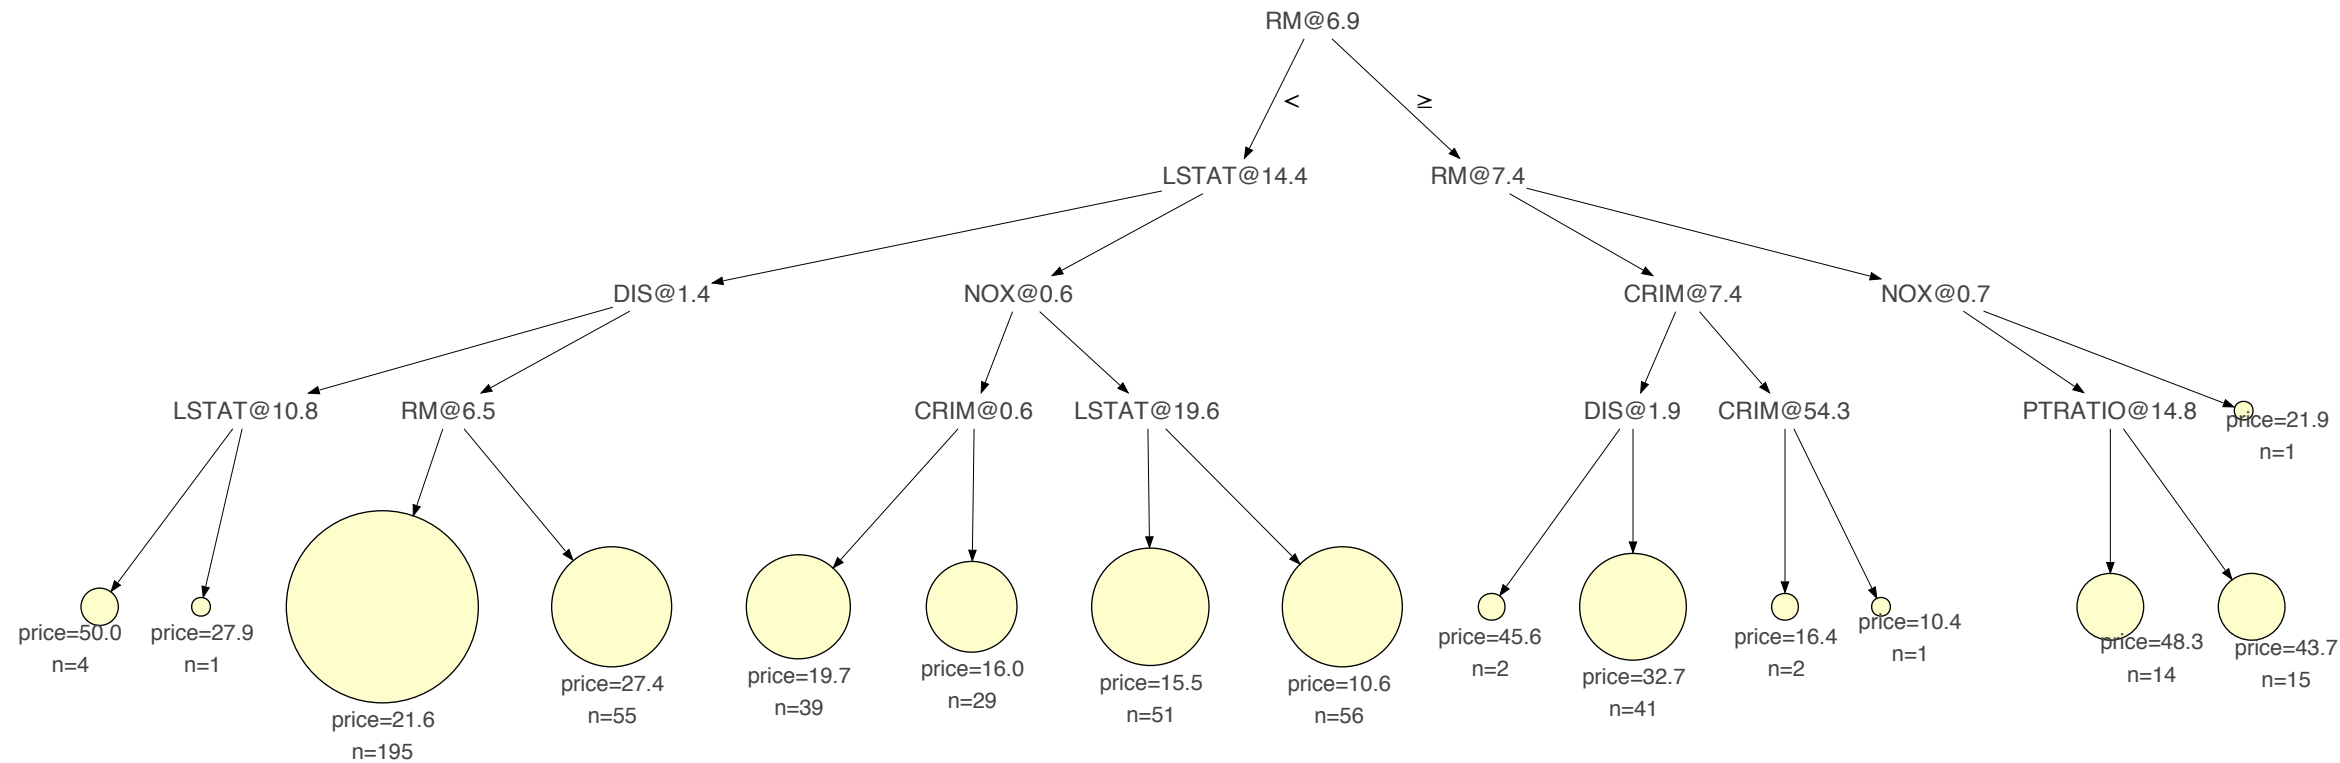 RM@6.9
<
≥
LSTAT@14.4
RM@7.4
DIS@1.4
NOX@0.6
CRIM@7.4
NOX@0.7
LSTAT@10.8
RM@6.5
CRIM@0.6
LSTAT@19.6
DIS@1.9
CRIM@54.3
PTRATIO@14.8
price=21.9
n=1
price=50.0
n=4
price=27.9
n=1
price=21.6
n=195
price=27.4
n=55
price=19.7
n=39
price=16.0
n=29
price=15.5
n=51
price=10.6
n=56
price=45.6
n=2
price=32.7
n=41
price=16.4
n=2
price=10.4
n=1
price=48.3
n=14
price=43.7
n=15